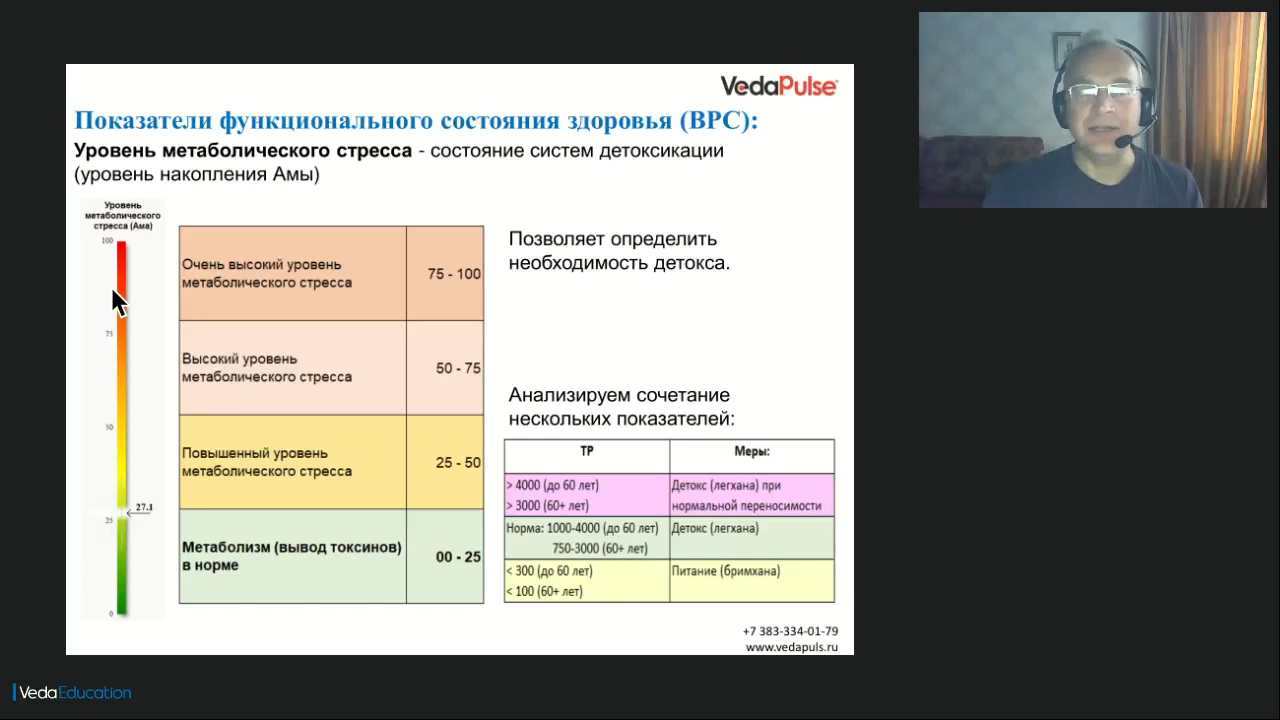 VedaPulse
Показатели функционального состояния здоровья (ВРС):
Уровень метаболического стресса - состояние систем детоксикации
(уровень накопления Амы)
Уровень
метаболического
стресса (Ама)
100
75
50
27.1
25
0
Очень высокий уровень
метаболического стресса
75 - 100
Высокий уровень
метаболического стресса
50 - 75
Повышенный уровень
метаболического стресса
25 - 50
Метаболизм (вывод токсинов)
в норме
00 - 25
Позволяет определить
необходимость детокса.
Анализируем сочетание
нескольких показателей:
TP Меры:
> 4000 (до 60 лет) Детокс (легхана) при
> 3000 (60+ лет) нормальной переносимости
Норма: 1000-4000 (до 60 лет) Детокс (легхана)
750-3000 (60+ лет)
< 300 (до 60 лет) Питание (бримхана)
< 100 (60+ лет)
+7 383-334-01-79
www.vedapuls.ru
VedaEducation